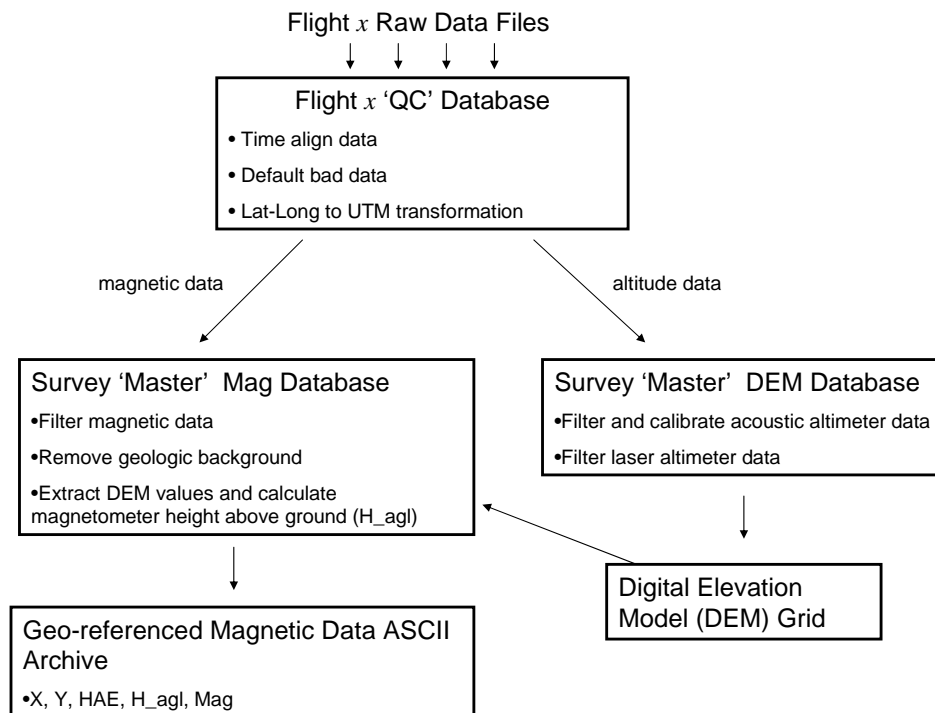 Flight x Raw Data Files
Flight x ‘QC’ Database
• Time align data
• Default bad data
• Lat-Long to UTM transformation
magnetic data
altitude data
Survey ‘Master’ Mag Database
•Filter magnetic data
•Remove geologic background
•Extract DEM values and calculate
magnetometer height above ground (H_agl)
Survey ‘Master’ DEM Database
•Filter and calibrate acoustic altimeter data
•Filter laser altimeter data
Digital Elevation
Model (DEM) Grid
Geo-referenced Magnetic Data ASCII
Archive
•X, Y, HAE, H_agl, Mag